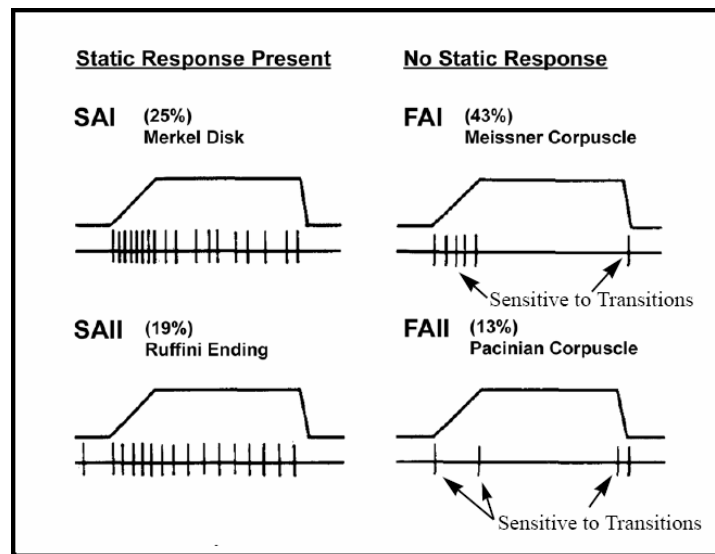 Static Response Present
No Static Response
SAI (25%)
Merkel Disk
FAI (43%)
Meissner Corpuscle
Sensitive to Transitions
SAII (19%)
Ruffini Ending
FAII (13%)
Pacinian Corpuscle
Sensitive to Transitions